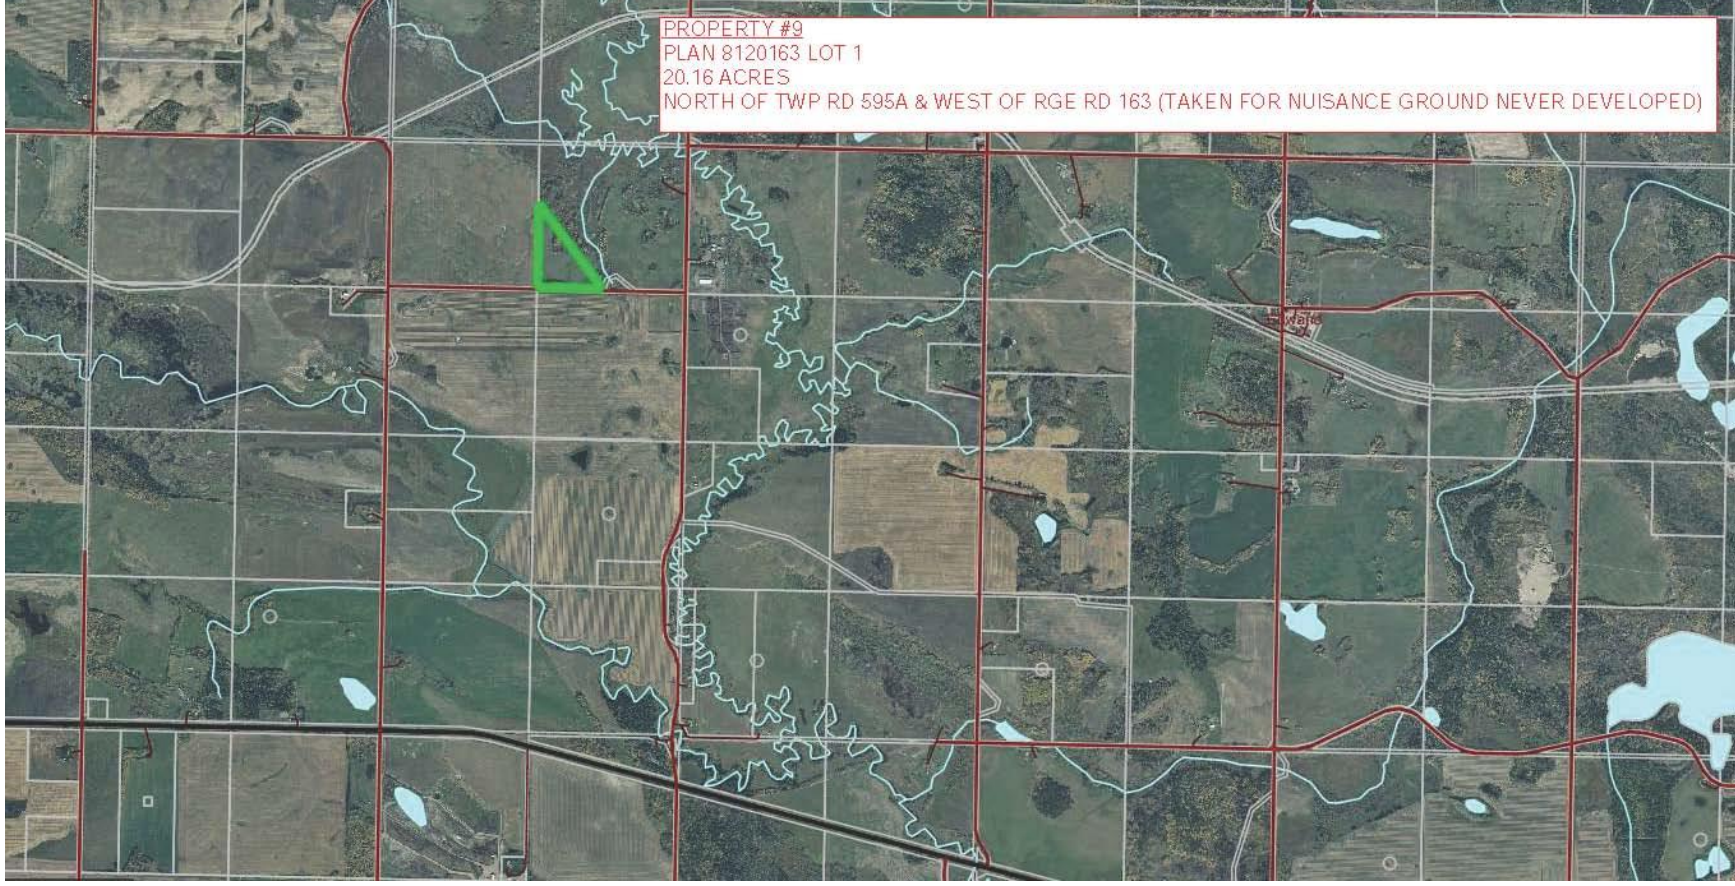 PROPERTY #9
PLAN 8120163 LOT 1
20.16 ACRES
NORTH OF TWP RD 595A & WEST OF RGE RD 163 (TAKEN FOR NUISANCE GROUND NEVER DEVELOPED)